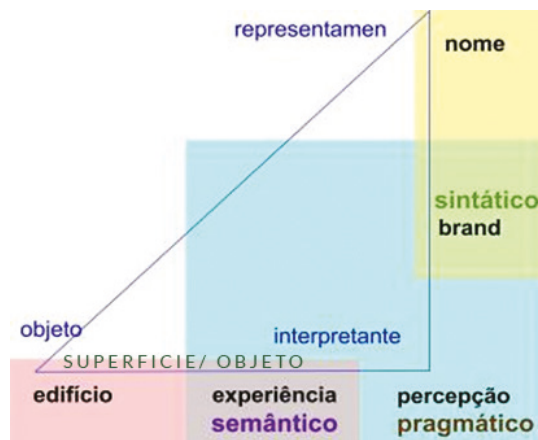 representamen
nome
sintático
brand
objeto
interpretante
SUPERFICIE/ OBJETO
edifício
experiência
percepção
semântico
pragmático